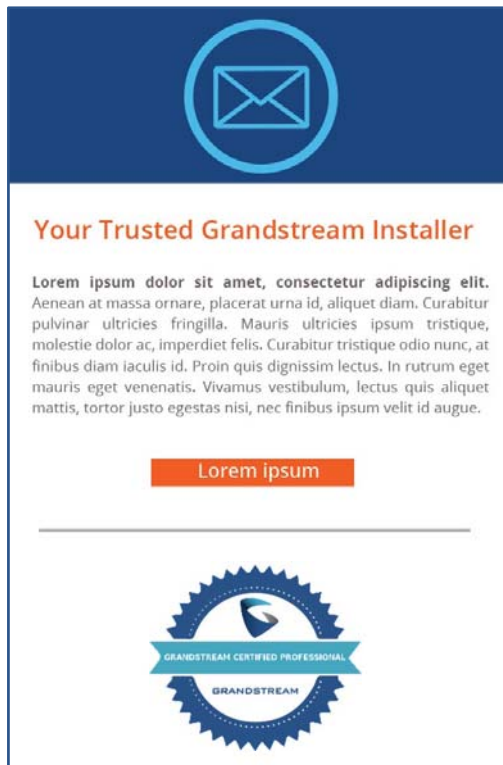 Your Trusted Grandstream Installer
Lorem ipsum dolor sit amet, consectetur adipiscing elit.
Aenean at massa ornare, placerat urna id, aliquet diam. Curabitur
pulvinar ultricies fringilla. Mauris ultricies ipsum tristique,
molestie dolor ac, imperdiet felis. Curabitur tristique odio nunc, at
finibus diam iaculis id. Proin quis dignissim lectus. In rutrum eget
mauris eget venenatis. Vivamus vestibulum, lectus quis aliquet
mattis, tortor justo egestas nisi, nec finibus ipsum velit id augue.
Lorem ipsum
GRANDSTREAM CERTIFIED PROFESSIONAL
GRANDSTREAM